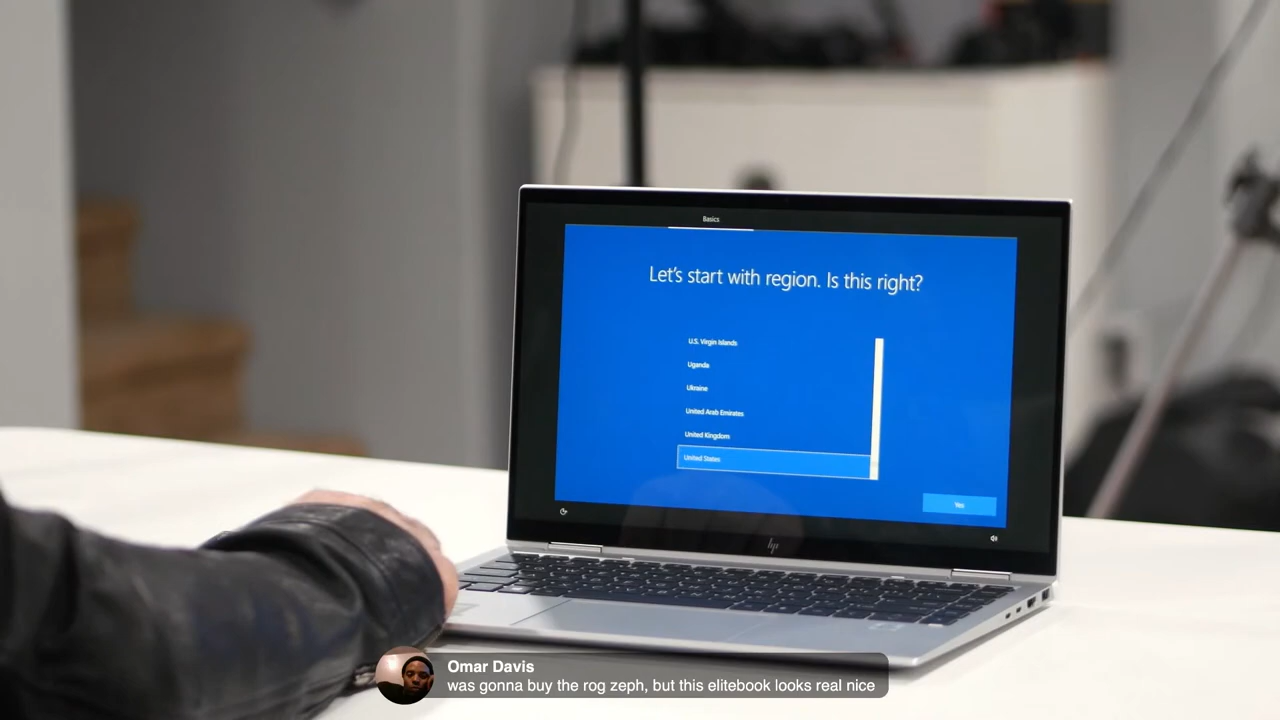 Basics
Let's start with region. Is this right?
U.S. Virgin Islands
Uganda
Ukraine
United Arab Emirates
United Kingdom
United States
Yes
hp
Omar Davis
was gonna buy the rog zeph, but this elitebook looks real nice